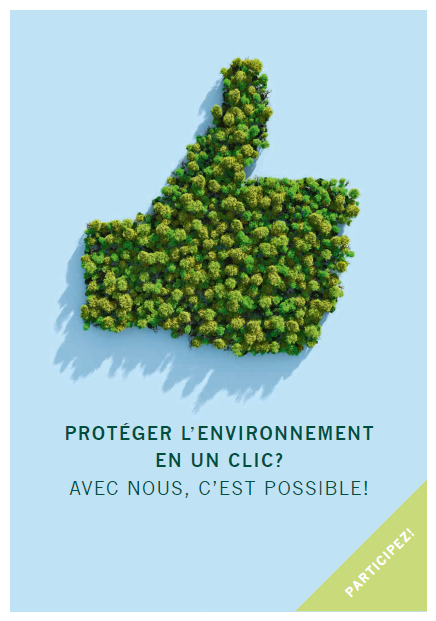 PROTÉGER L'ENVIRONNEMENT
EN UN CLIC?
AVEC NOUS, C'EST POSSIBLE!
PARTICIPEZ!